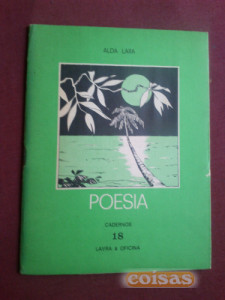 ALDA LARA
POESIA
CADERNOS
18
LAVRA & OFICINA
coisas